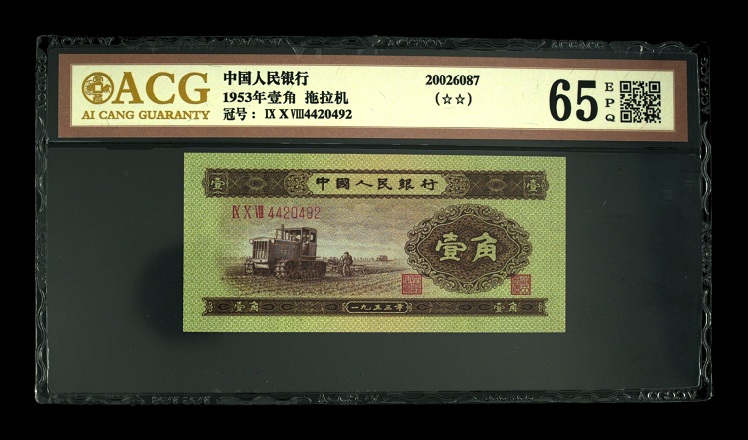 ACG
AI CANG GUARANTY
中国人民银行
1953年壹角 拖拉机
冠号：Ⅸ Ⅹ Ⅷ4420492
20026087
(☆☆)
65
EPQ
中國人民銀行
壹
壹
Ⅸ Ⅹ Ⅷ 4420492
壹角
壹角
一九五三年
壹角